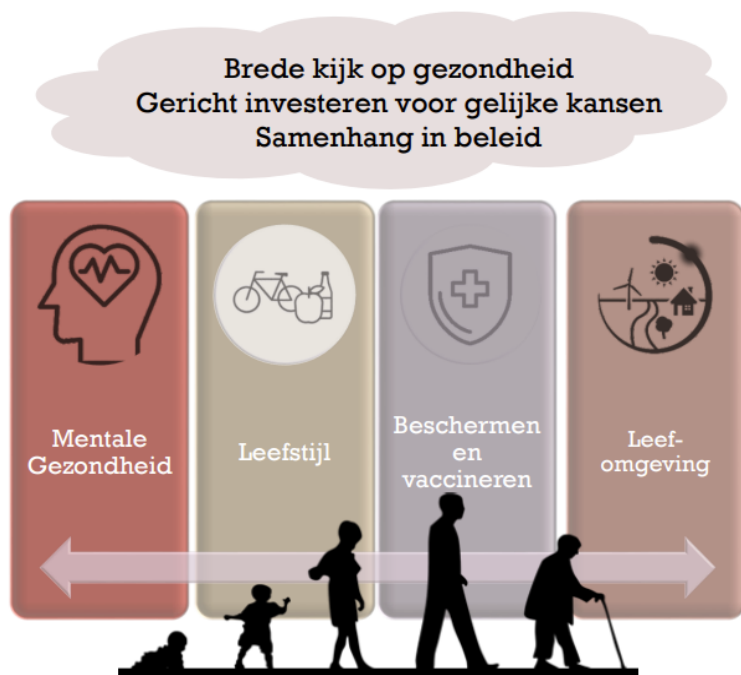 Brede kijk op gezondheid
Gericht investeren voor gelijke kansen
Samenhang in beleid
Mentale
Gezondheid
Leefstijl
Beschermen
en
vaccineren
Leef-
omgeving